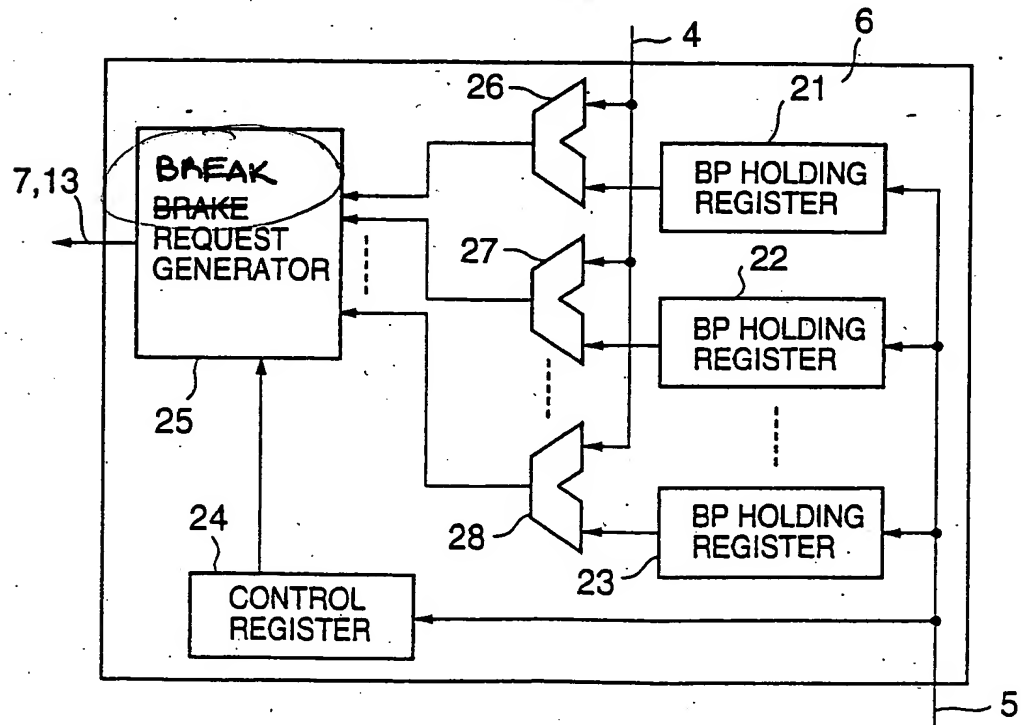 4
6
26
21
BP HOLDING
REGISTER
7,13
BREAK
BRAKE
REQUEST
GENERATOR
27
22
BP HOLDING
REGISTER
25
24
28
23
BP HOLDING
REGISTER
CONTROL
REGISTER
5